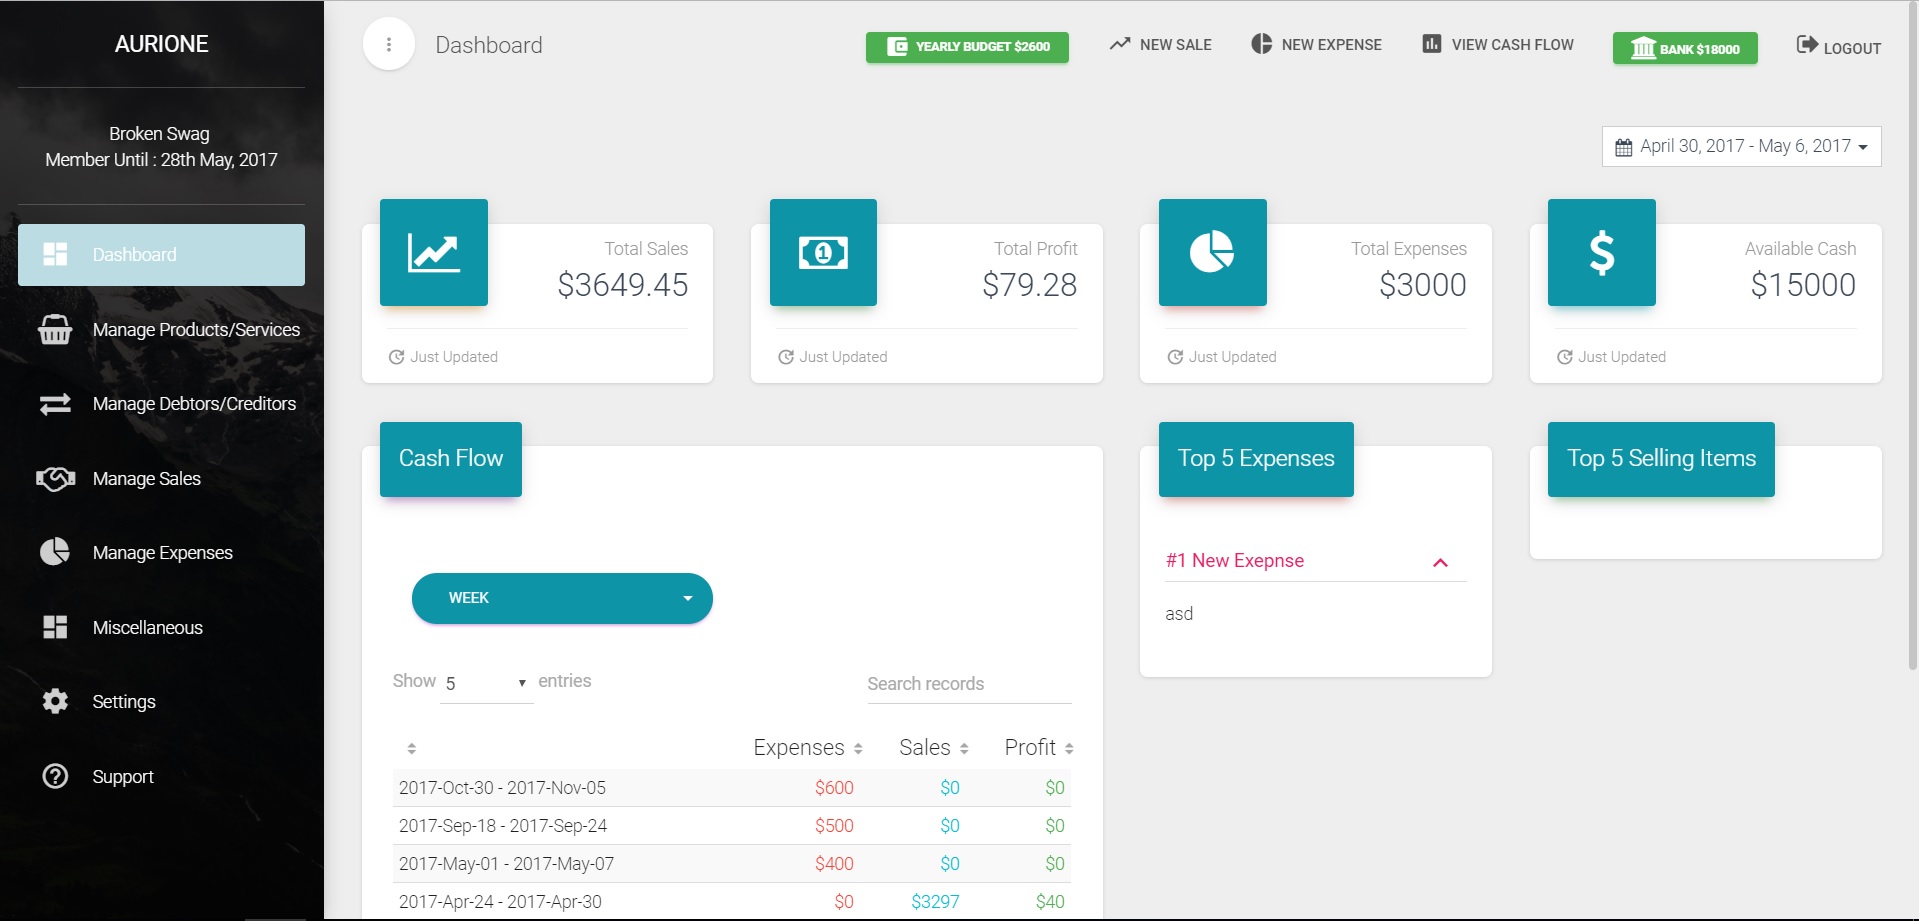 AURIONE
Broken Swag
Member Until : 28th May, 2017
Dashboard
Manage Products/Services
Manage Debtors/Creditors
Manage Sales
Manage Expenses
Miscellaneous
Settings
Support
Dashboard
YEARLY BUDGET $2600
NEW SALE
NEW EXPENSE
VIEW CASH FLOW
BANK $18000
LOGOUT
April 30, 2017 - May 6, 2017
Total Sales
$3649.45
Just Updated
Total Profit
$79.28
Just Updated
Total Expenses
$3000
Just Updated
Available Cash
$15000
Just Updated
Cash Flow
WEEK
Show 5 entries
Search records
Expenses Sales Profit
2017-Oct-30 - 2017-Nov-05 $600 $0 $0
2017-Sep-18 - 2017-Sep-24 $500 $0 $0
2017-May-01 - 2017-May-07 $400 $0 $0
2017-Apr-24 - 2017-Apr-30 $0 $3297 $40
Top 5 Expenses
#1 New Exepnse
asd
Top 5 Selling Items